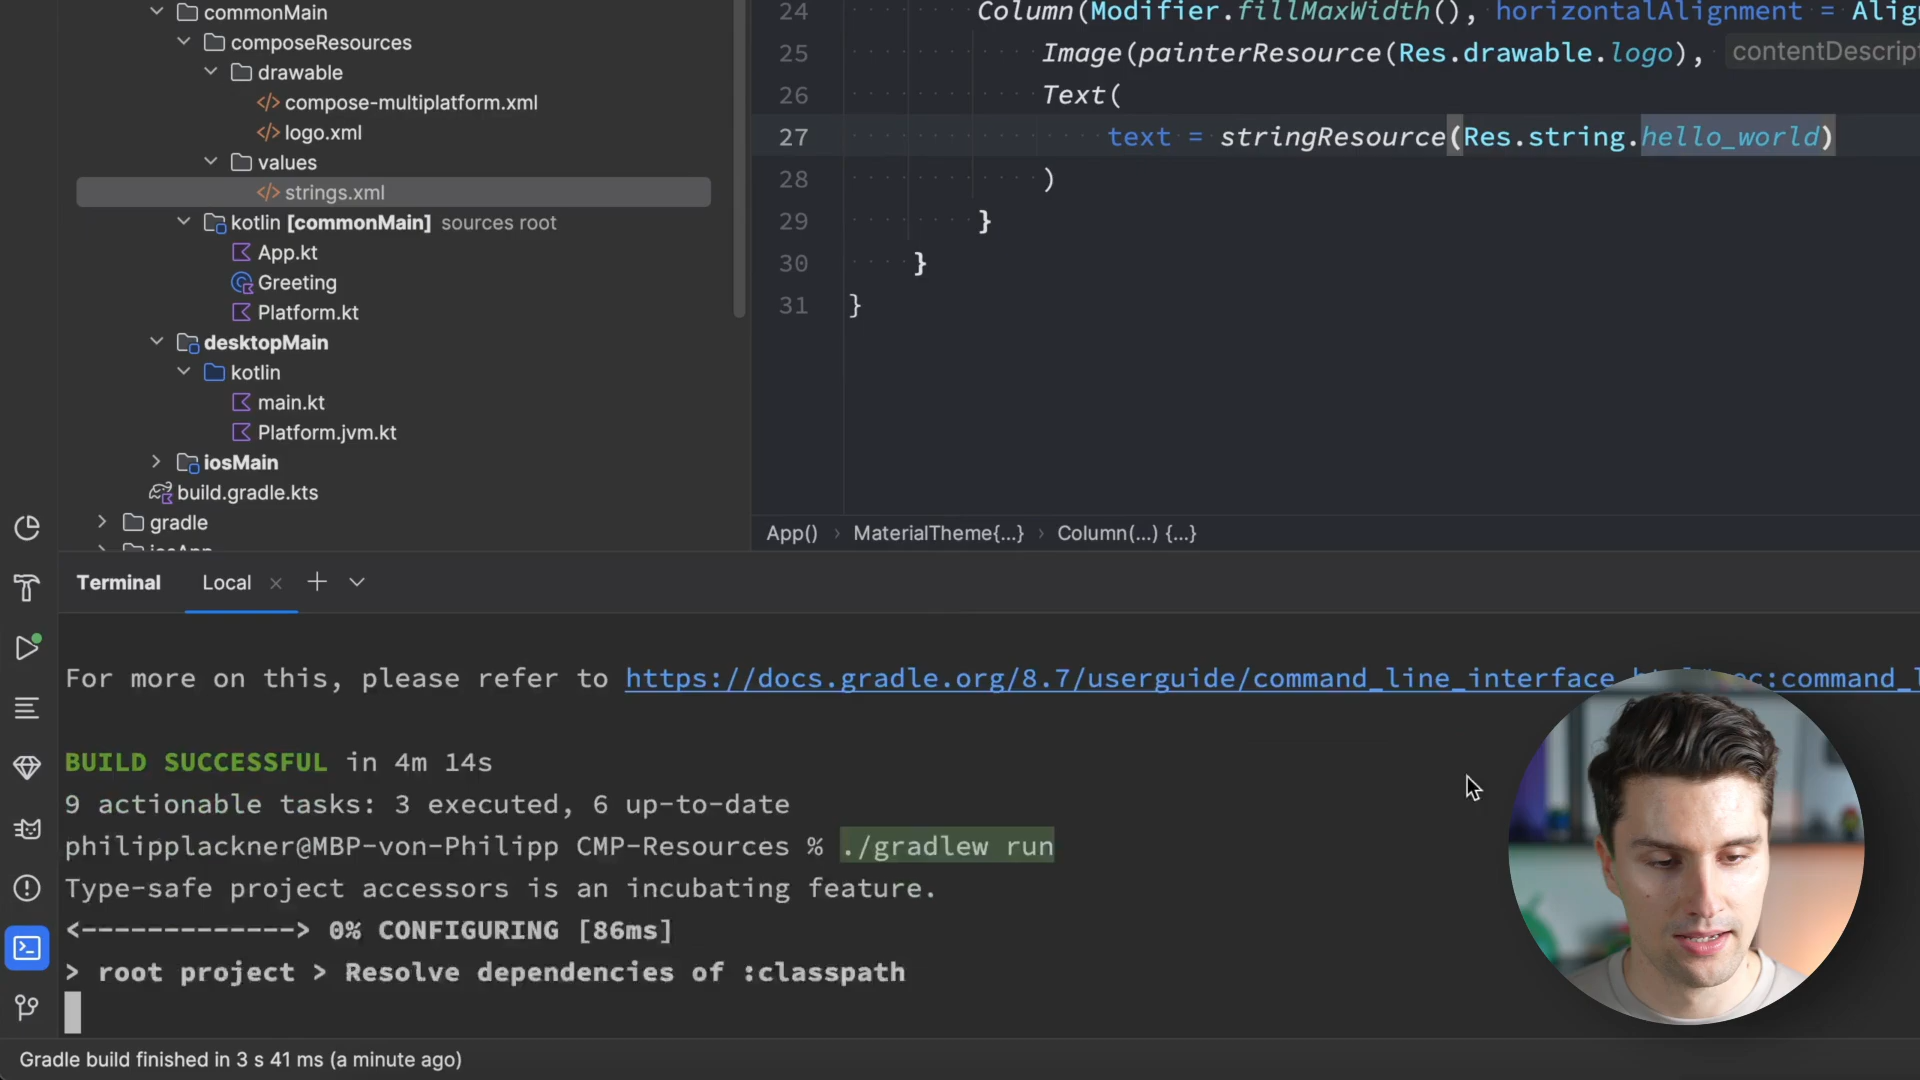 commonMain
composeResources
drawable
compose-multiplatform.xml
logo.xml
values
strings.xml
kotlin [commonMain] sources root
App.kt
Greeting
Platform.kt
desktopMain
kotlin
main.kt
Platform.jvm.kt
iosMain
build.gradle.kts
gradle
24 Column(Modifier.fillMaxWidth(), horizontalAlignment = Alig
25 Image(painterResource(Res.drawable.logo), contentDescrip
26 Text(
27 text = stringResource(Res.string.hello_world)
28 )
29 }
30 }
31 }
App() › MaterialTheme{...} › Column(...) {...}
Terminal Local
For more on this, please refer to https://docs.gradle.org/8.7/userguide/command_line_interface
BUILD SUCCESSFUL in 4m 14s
9 actionable tasks: 3 executed, 6 up-to-date
philipplackner@MBP-von-Philipp CMP-Resources % ./gradlew run
Type-safe project accessors is an incubating feature.
<-------------> 0% CONFIGURING [86ms]
> root project > Resolve dependencies of :classpath
Gradle build finished in 3 s 41 ms (a minute ago)